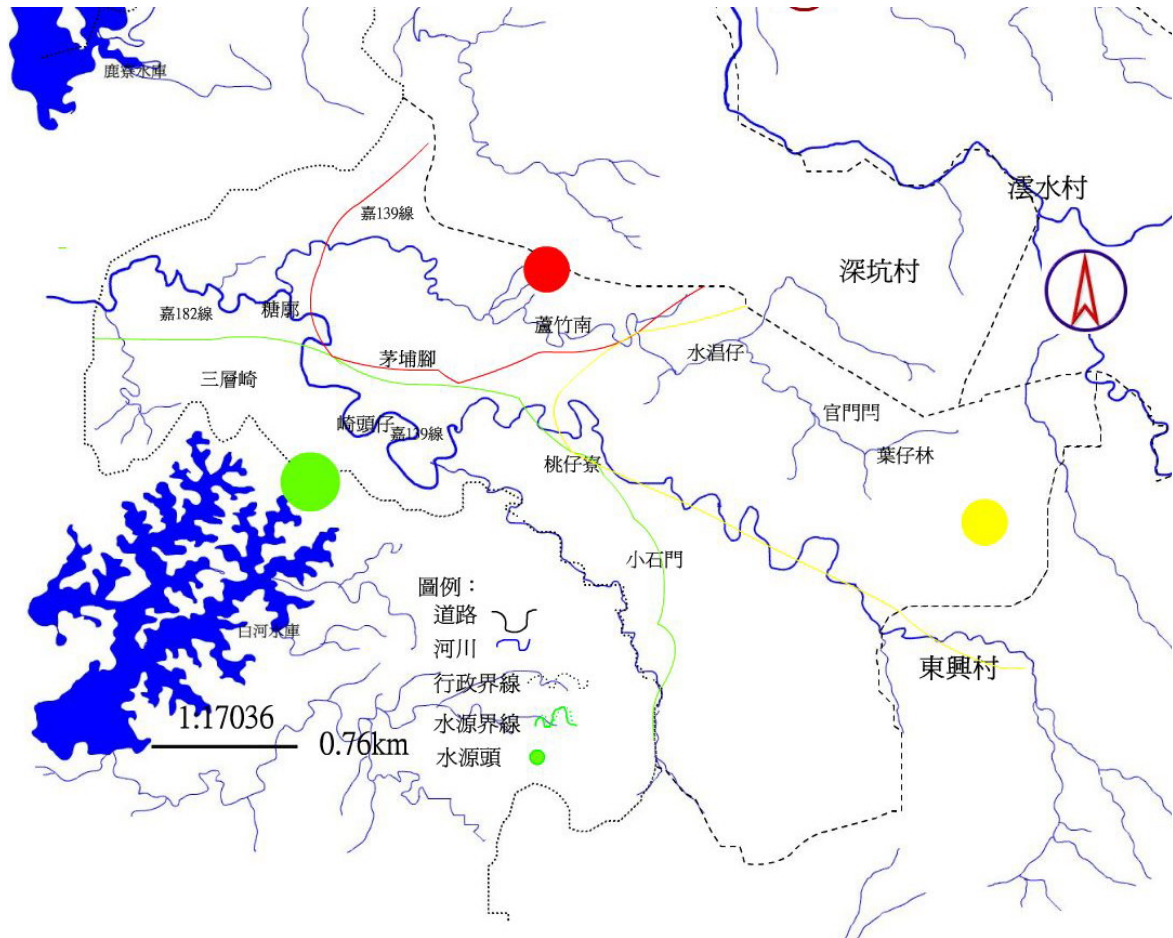 鹿寮水庫
澐水村
嘉139線
深坑村
嘉182線
糖廍
蘆竹南
水淐仔
茅埔腳
三層崎
崎頭仔
嘉139線
官門閂
葉仔林
桃仔寮
小石門
圖例：
道路
白河水庫
河川
東興村
行政界線
1:17036
水源界線
0.76km
水源頭